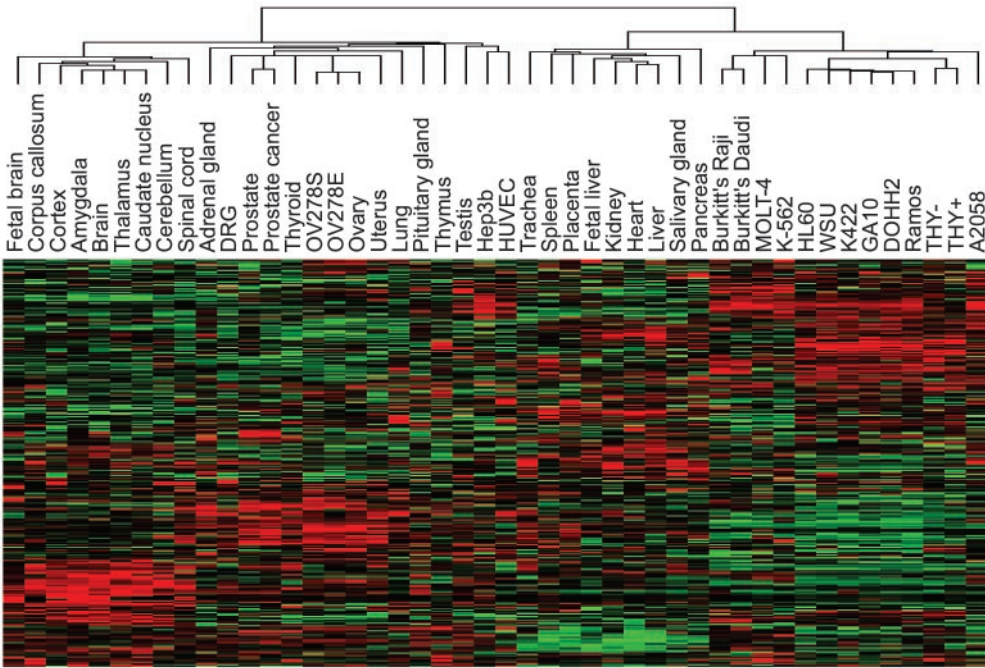 Fetal brain
Corpus callosum
Cortex
Amygdala
Brain
Thalamus
Caudate nucleus
Cerebellum
Spinal cord
Adrenal gland
DRG
Prostate
Prostate cancer
Thyroid
OV278S
OV278E
Ovary
Uterus
Lung
Pituitary gland
Thymus
Testis
Hep3b
HUVEC
Trachea
Spleen
Placenta
Fetal liver
Kidney
Heart
Liver
Salivary gland
Pancreas
Burkitt's Raji
Burkitt's Daudi
MOLT-4
K-562
HL60
WSU
K422
GA10
DOHH2
Ramos
THY-
THY+
A2058